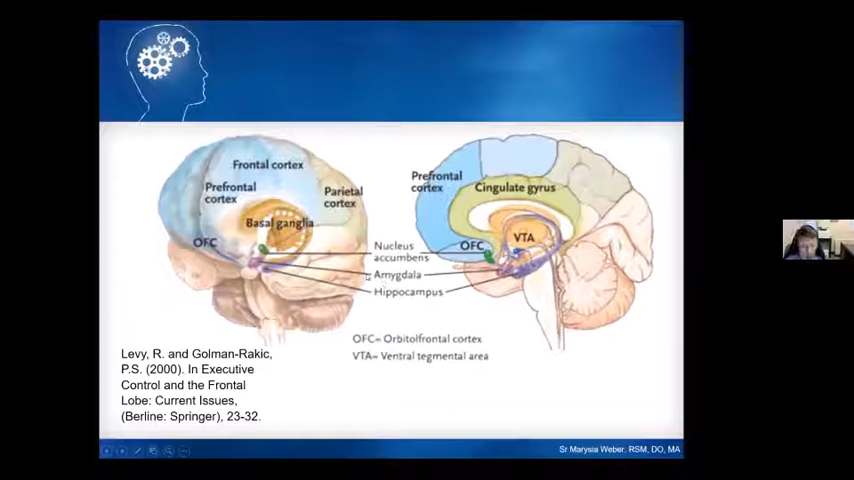 Frontal cortex
Prefrontal
cortex
Parietal
cortex
Basal ganglia
OFC
Prefrontal
cortex
Cingulate gyrus
OFC
VTA
Nucleus
accumbens
Amygdala
Hippocampus
OFC= Orbitolfrontal cortex
VTA= Ventral tegmental area
Levy, R. and Golman-Rakic,
P.S. (2000). In Executive
Control and the Frontal
Lobe: Current Issues,
(Berline: Springer), 23-32.
Sr Marysia Weber. RSM, DO, MA